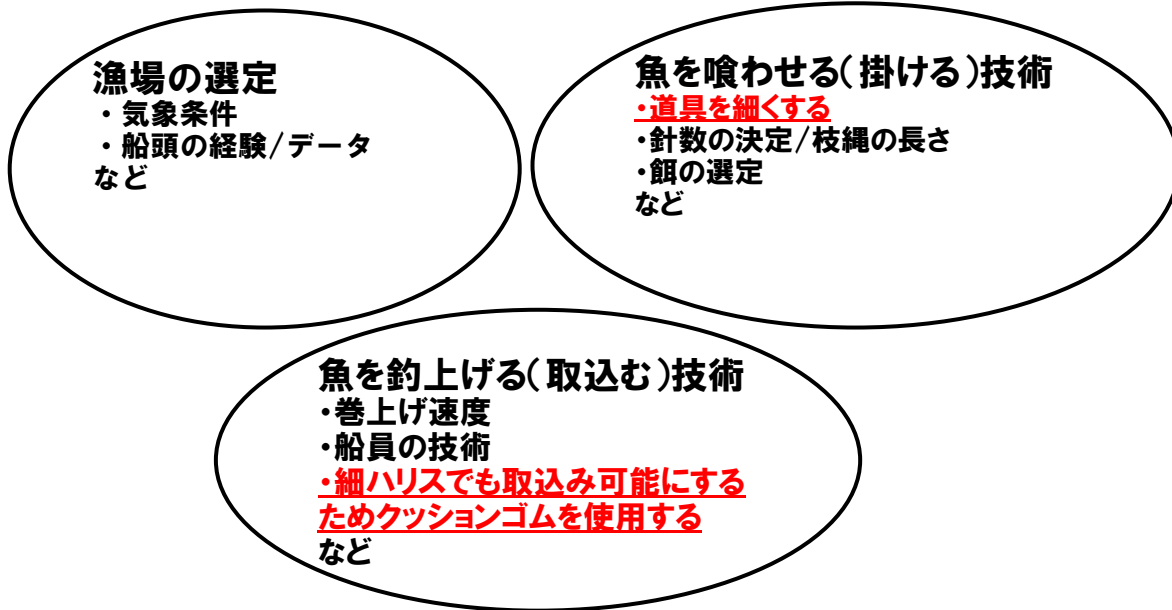 漁場の選定
・気象条件
・船頭の経験/データ
など
魚を喰わせる(掛ける)技術
・道具を細くする
・針数の決定/枝縄の長さ
・餌の選定
など
魚を釣上げる(取込む)技術
・巻上げ速度
・船員の技術
・細ハリスでも取込み可能にする
ためクッションゴムを使用する
など